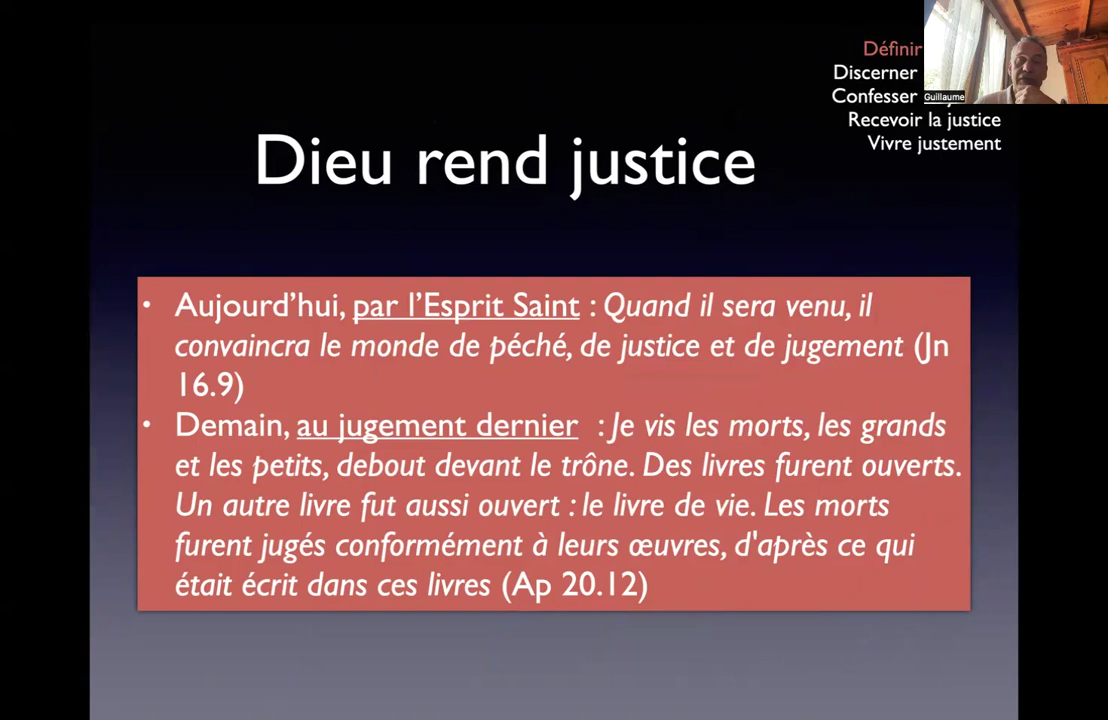 Définir
Discerner
Confesser
Guillaume
Recevoir la justice
Vivre justement
Dieu rend justice
• Aujourd’hui, par l’Esprit Saint : Quand il sera venu, il
convaincra le monde de péché, de justice et de jugement (Jn
16.9)
• Demain, au jugement dernier : Je vis les morts, les grands
et les petits, debout devant le trône. Des livres furent ouverts.
Un autre livre fut aussi ouvert : le livre de vie. Les morts
furent jugés conformément à leurs œuvres, d'après ce qui
était écrit dans ces livres (Ap 20.12)